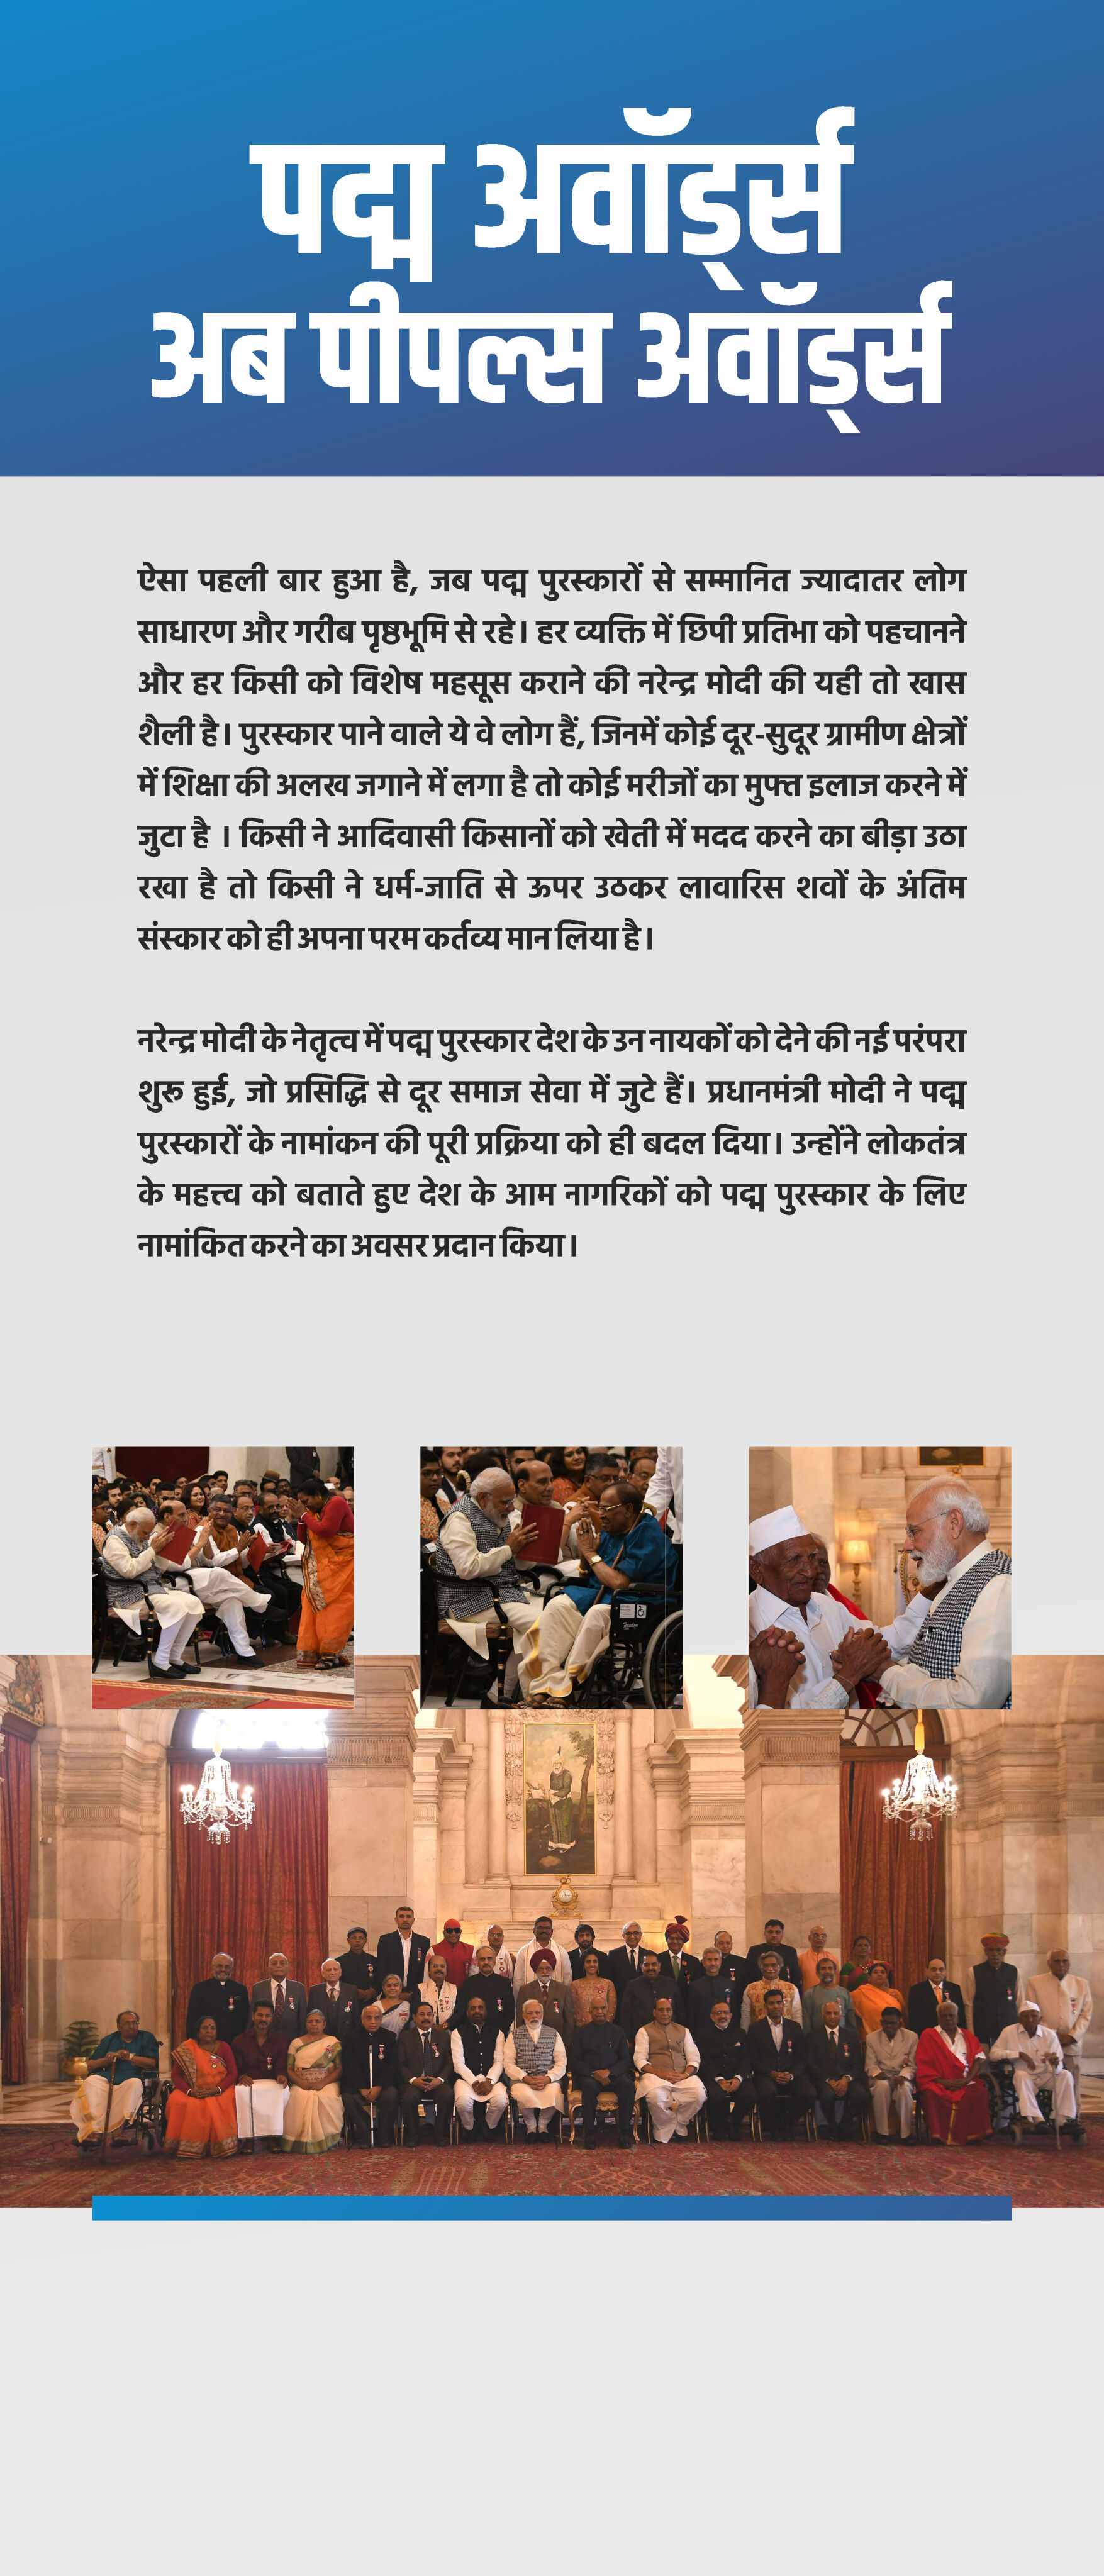 पद्म अवॉर्ड्स
अब पीपल्स अवॉर्ड्स
ऐसा पहली बार हुआ है, जब पद्म पुरस्कारों से सम्मानित ज्यादातर लोग
साधारण और गरीब पृष्ठभूमि से रहे। हर व्यक्ति में छिपी प्रतिभा को पहचानने
और हर किसी को विशेष महसूस कराने की नरेन्द्र मोदी की यही तो खास
शैली है। पुरस्कार पाने वाले ये वे लोग हैं, जिनमें कोई दूर-सुदूर ग्रामीण क्षेत्रों
में शिक्षा की अलख जगाने में लगा है तो कोई मरीजों का मुफ्त इलाज करने में
जुटा है । किसी ने आदिवासी किसानों को खेती में मदद करने का बीड़ा उठा
रखा है तो किसी ने धर्म-जाति से ऊपर उठकर लावारिस शवों के अंतिम
संस्कार को ही अपना परम कर्तव्य मान लिया है।
नरेन्द्र मोदी के नेतृत्व में पद्म पुरस्कार देश के उन नायकों को देने की नई परंपरा
शुरू हुई, जो प्रसिद्धि से दूर समाज सेवा में जुटे हैं। प्रधानमंत्री मोदी ने पद्म
पुरस्कारों के नामांकन की पूरी प्रक्रिया को ही बदल दिया। उन्होंने लोकतंत्र
के महत्त्व को बताते हुए देश के आम नागरिकों को पद्म पुरस्कार के लिए
नामांकित करने का अवसर प्रदान किया।